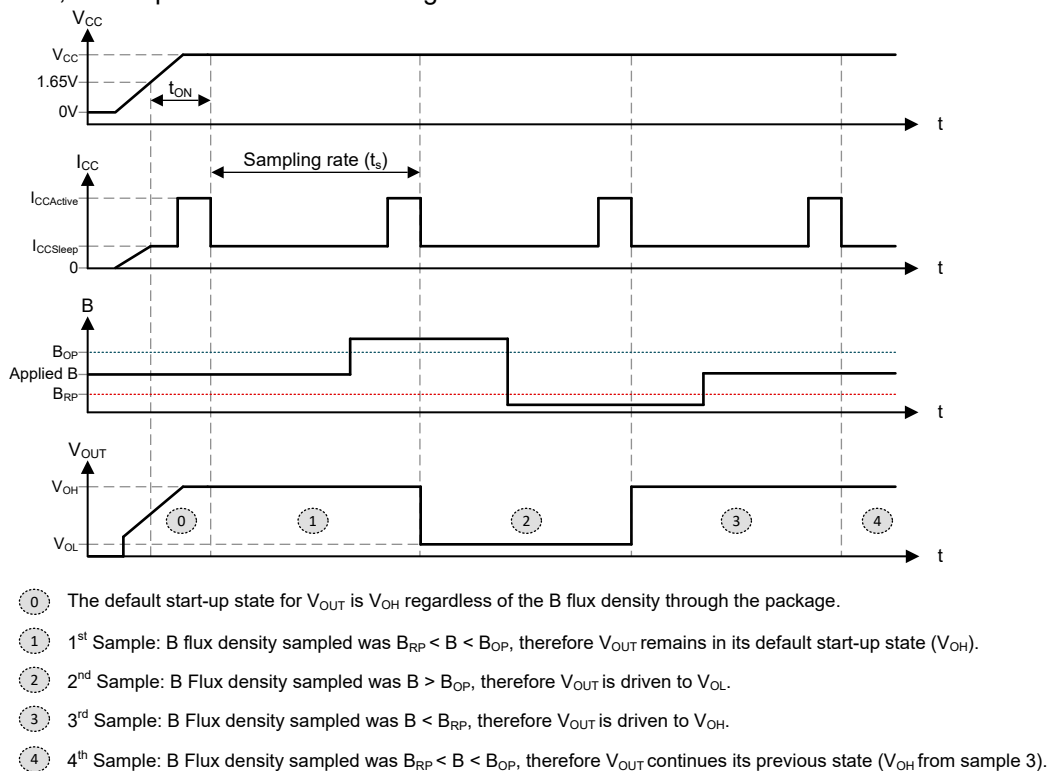 V_CC
V_CC
1.65V
t_ON
0V
t
I_CC
Sampling rate (t_s)
I_CCActive
I_CCSleep
0
t
B
B_OP
Applied B
B_RP
t
V_OUT
V_OH
0 1 2 3 4
V_OL
t
0 The default start-up state for V_OUT is V_OH regardless of the B flux density through the package.
1 1st Sample: B flux density sampled was B_RP < B < B_OP, therefore V_OUT remains in its default start-up state (V_OH).
2 2nd Sample: B Flux density sampled was B > B_OP, therefore V_OUT is driven to V_OL.
3 3rd Sample: B Flux density sampled was B < B_RP, therefore V_OUT is driven to V_OH.
4 4th Sample: B Flux density sampled was B_RP < B < B_OP, therefore V_OUT continues its previous state (V_OH from sample 3).